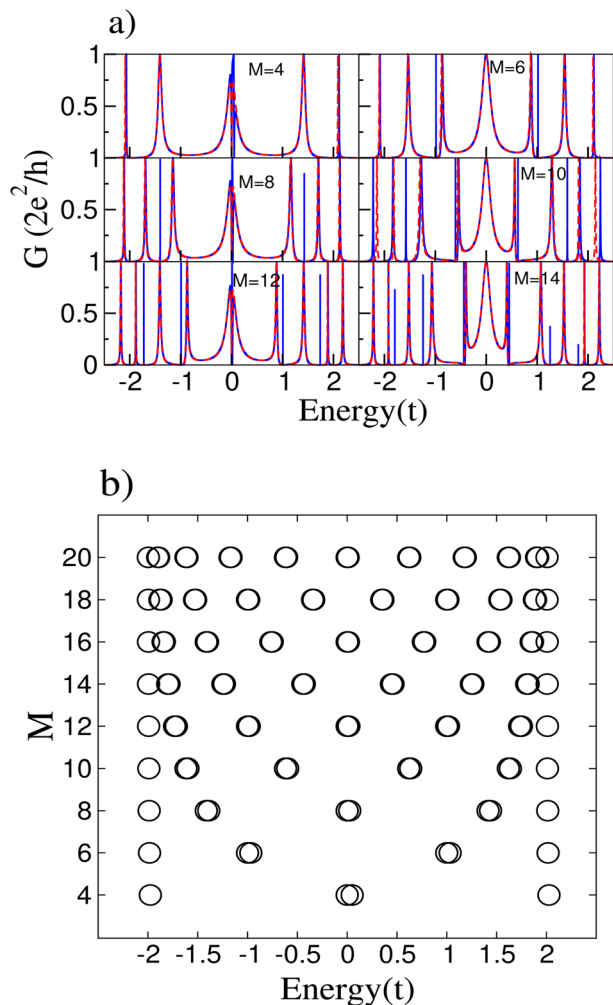 a)
G (2e²/h)
1 M=4 M=6
0.5
1
M=8 M=10
0.5
1
M=12 M=14
0.5
0
-2 -1 0 1 2 -2 -1 0 1 2
Energy(t) Energy(t)
b)
M
20
18
16
14
12
10
8
6
4
-2 -1.5 -1 -0.5 0 0.5 1 1.5 2
Energy(t)